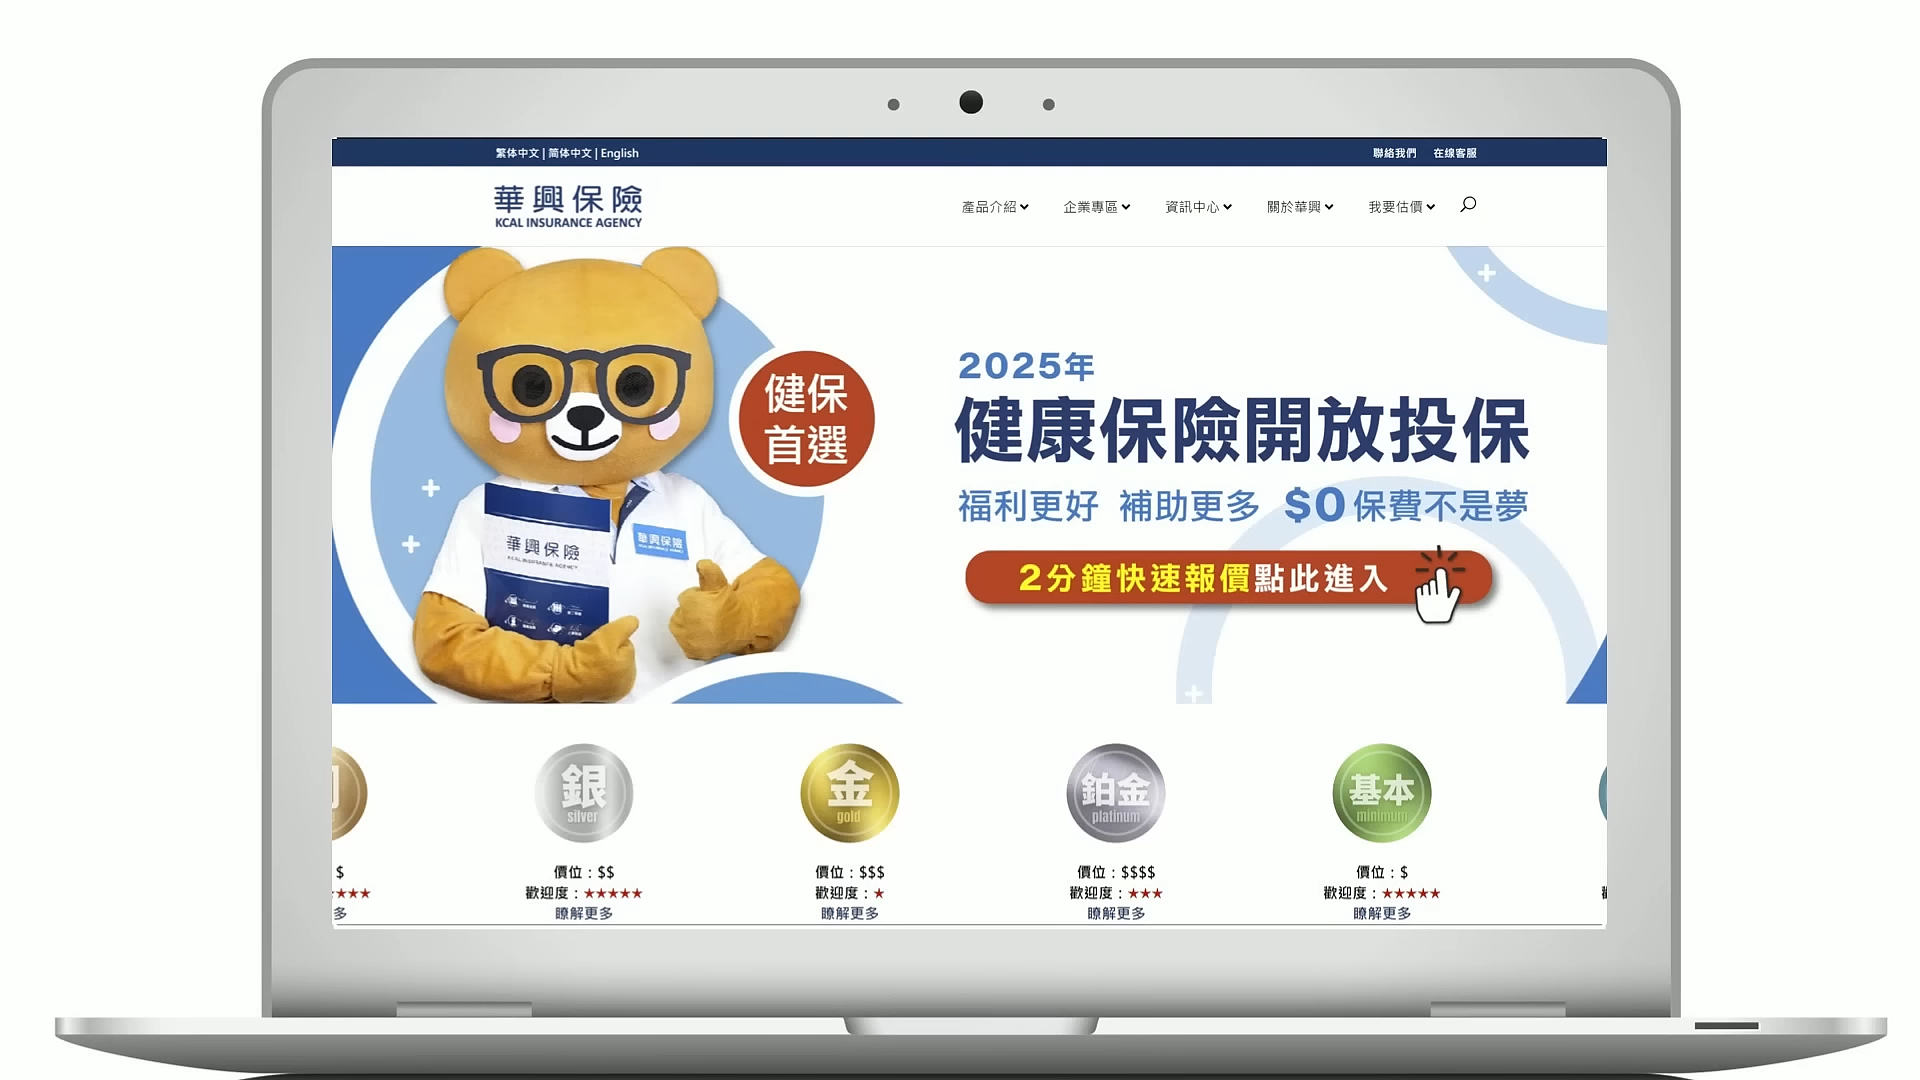 繁体中文 | 简体中文 | English
聯絡我們 在線客服
華興保險
KCAL INSURANCE AGENCY
產品介紹 企業專區 資訊中心 關於華興 我要估價
健保
首選
2025年
健康保險開放投保
福利更好 補助更多 $0保費不是夢
2分鐘快速報價點此進入
華興保險
KCAL INSURANCE AGENCY
華興保險
銀
silver
金
gold
鉑金
platinum
基本
minimum
$
價位：$$
價位：$$$
價位：$$$$
價位：$
★★★
歡迎度：★★★★★
歡迎度：★
歡迎度：★★★
歡迎度：★★★★★
多
瞭解更多
瞭解更多
瞭解更多
瞭解更多